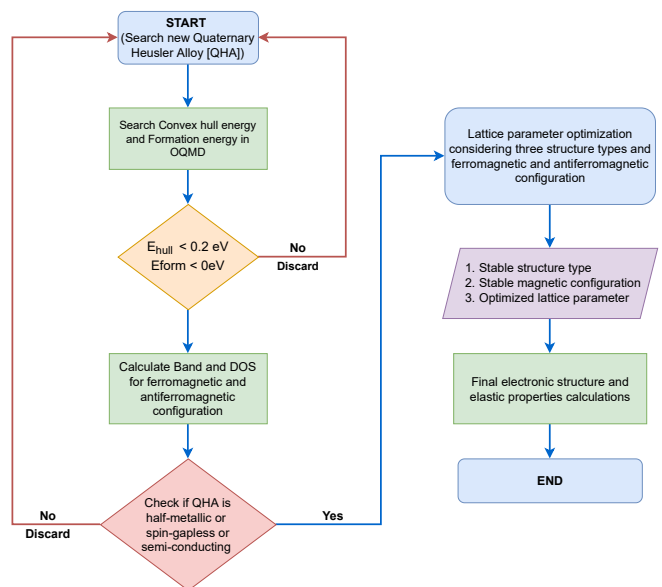 START
(Search new Quaternary
Heusler Alloy [QHA])
Search Convex hull energy
and Formation energy in
OQMD
E_hull < 0.2 eV
Eform < 0eV
No
Discard
Calculate Band and DOS
for ferromagnetic and
antiferromagnetic
configuration
Check if QHA is
half-metallic or
spin-gapless or
semi-conducting
No
Discard
Yes
Lattice parameter optimization
considering three structure types and
ferromagnetic and antiferromagnetic
configuration
1. Stable structure type
2. Stable magnetic configuration
3. Optimized lattice parameter
Final electronic structure and
elastic properties calculations
END